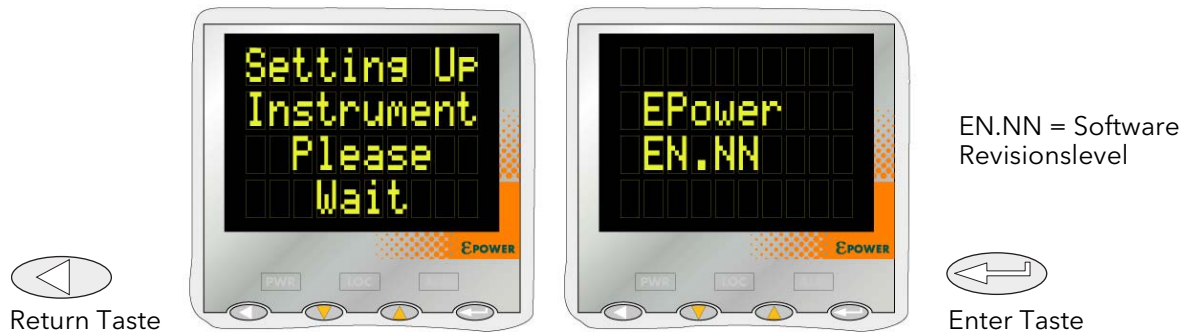 Setting Up
Instrument
Please
Wait
EPOWER
PWR LOC
Return Taste
EPower
EN.NN
EPOWER
PWR LOC ALM
EN.NN = Software
Revisionslevel
Enter Taste